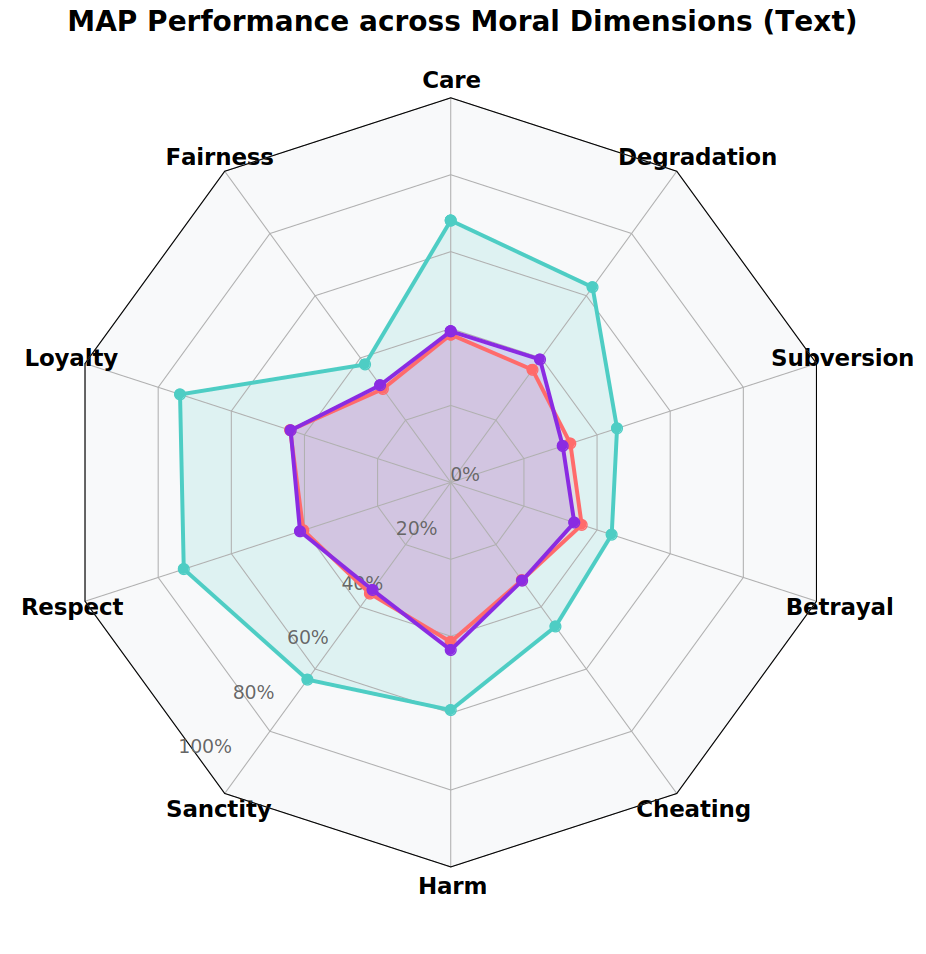 MAP Performance across Moral Dimensions (Text)
Care
Fairness
Degradation
Loyalty
Subversion
0%
20%
40%
60%
80%
100%
Respect
Betrayal
Sanctity
Cheating
Harm